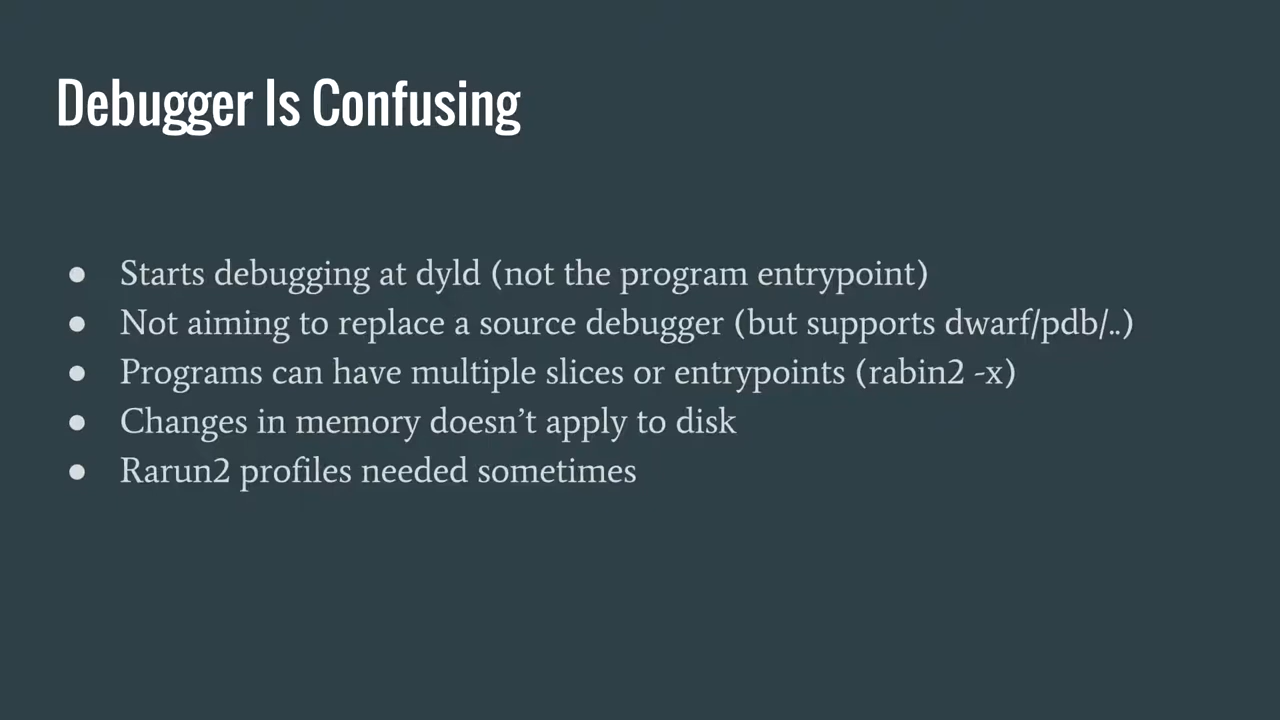 Debugger Is Confusing
● Starts debugging at dyld (not the program entrypoint)
● Not aiming to replace a source debugger (but supports dwarf/pdb/..)
● Programs can have multiple slices or entrypoints (rabin2 -x)
● Changes in memory doesn’t apply to disk
● Rarun2 profiles needed sometimes